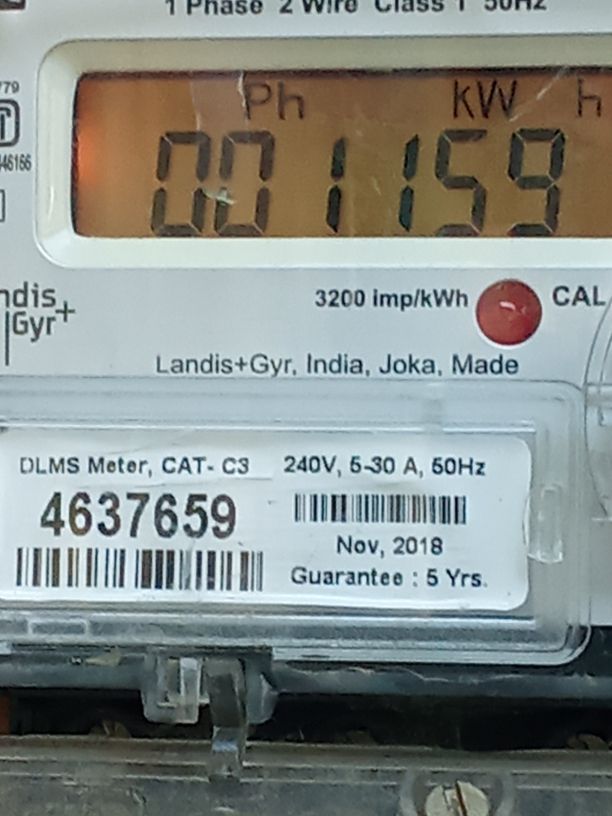 1 Phase 2 Wire Class 1 50Hz
Ph kW h
001159
3200 imp/kWh CAL
Gyr+
Landis+Gyr, India, Joka, Made
DLMS Meter, CAT- C3 240V, 5-30 A, 50Hz
4637659
Nov, 2018
Guarantee : 5 Yrs.